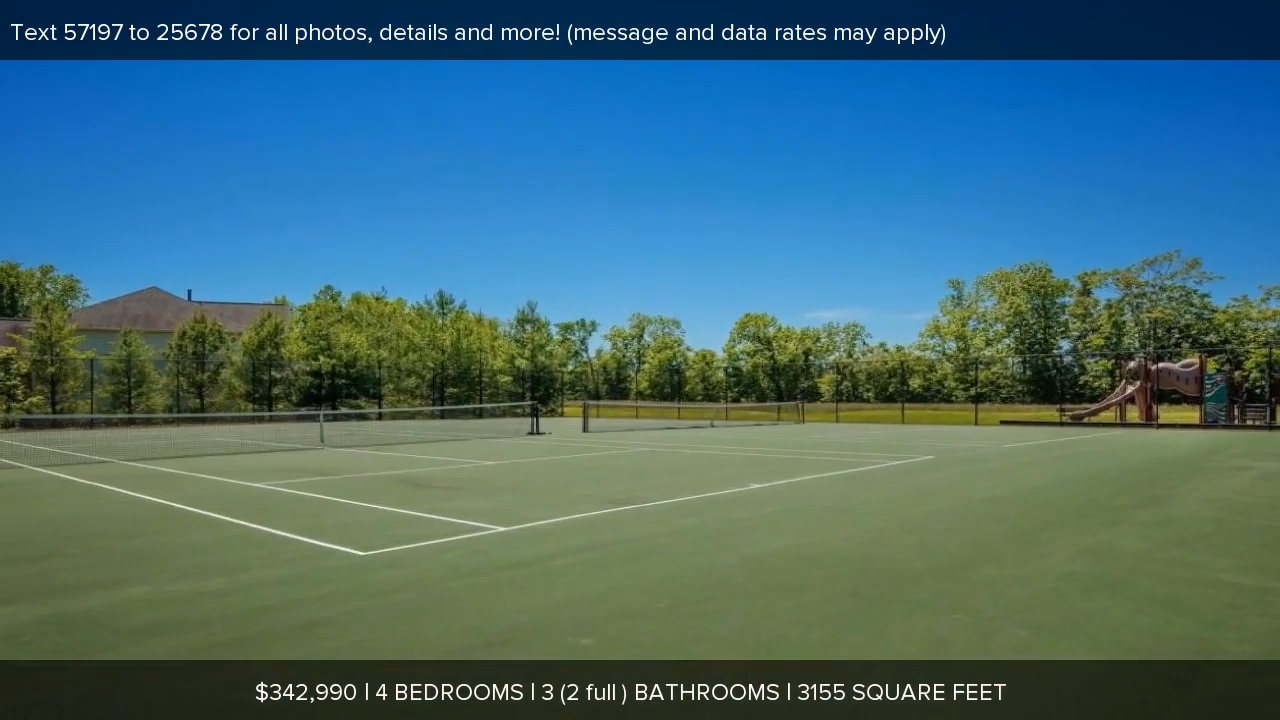 Text 57197 to 25678 for all photos, details and more! (message and data rates may apply)
$342,990 | 4 BEDROOMS | 3 (2 full ) BATHROOMS | 3155 SQUARE FEET